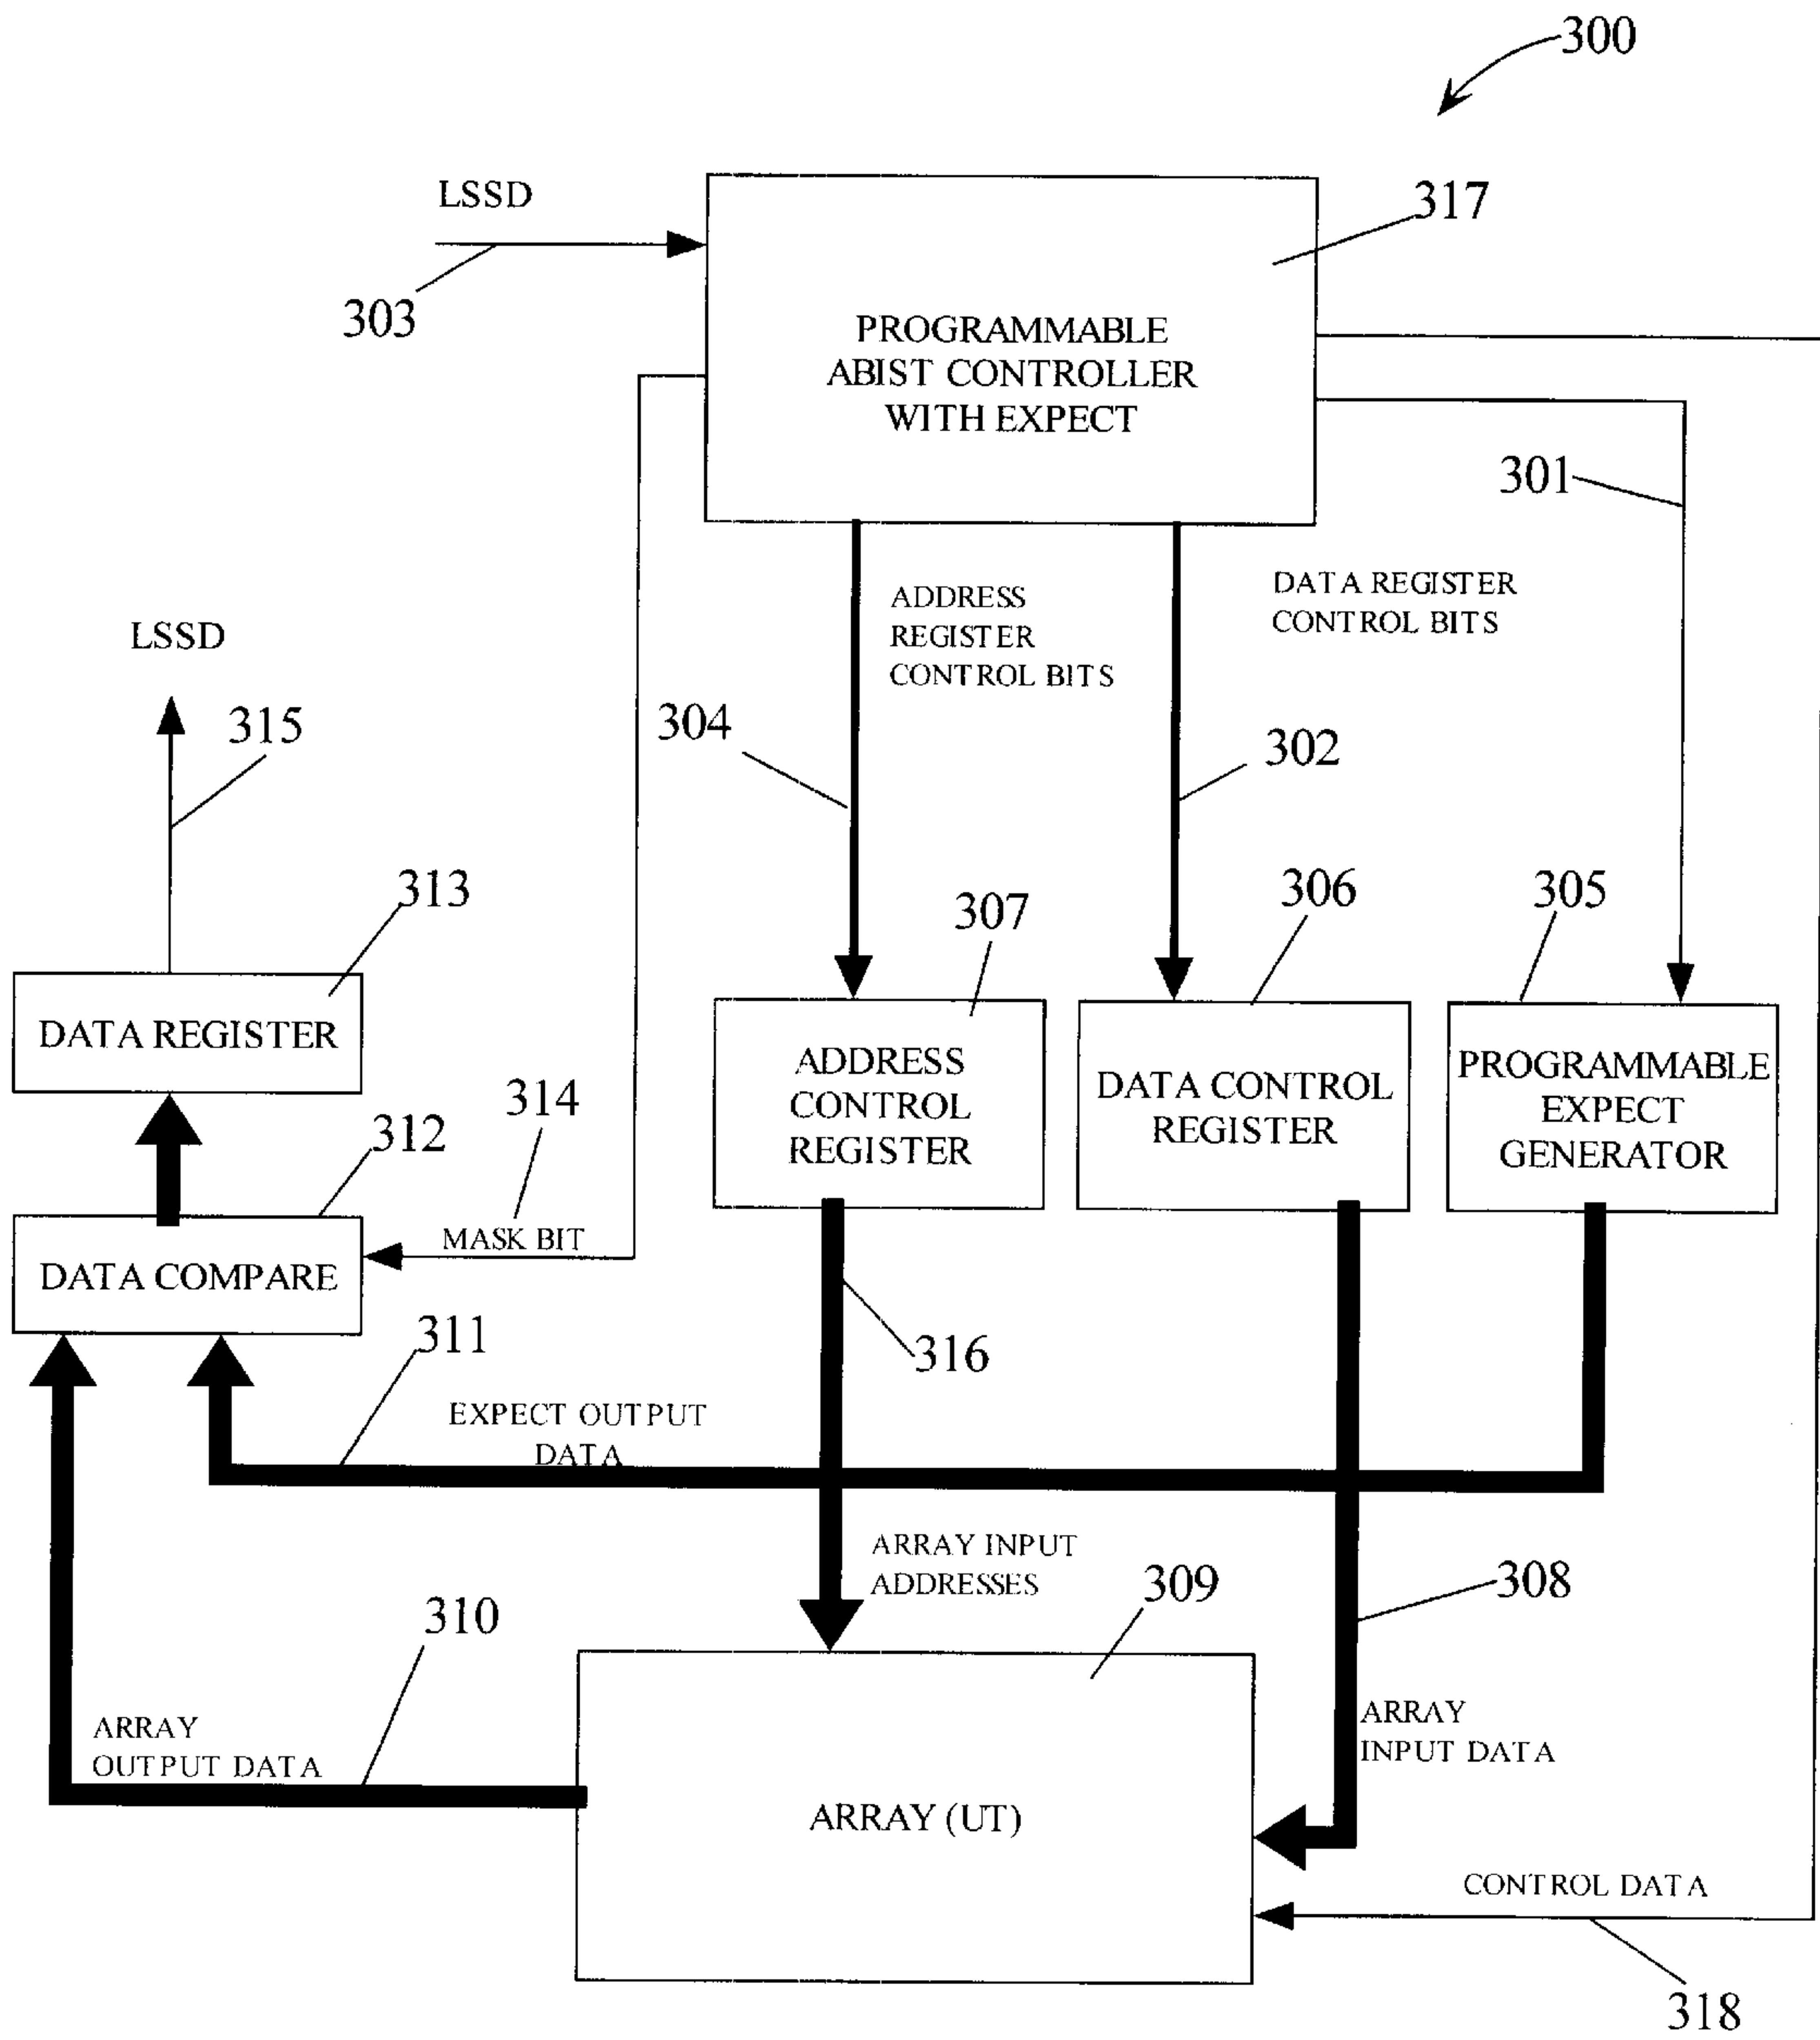 300
LSSD
317
303
PROGRAMMABLE
ABIST CONTROLLER
WITH EXPECT
301
ADDRESS
REGISTER
CONTROL BITS
DATA REGISTER
CONTROL BITS
LSSD
315
304
302
313
307
306
305
DATA REGISTER
ADDRESS
CONTROL
REGISTER
DATA CONTROL
REGISTER
PROGRAMMABLE
EXPECT
GENERATOR
314
312
MASK BIT
DATA COMPARE
311
316
EXPECT OUTPUT
DATA
ARRAY INPUT
ADDRESSES
309
308
310
ARRAY
OUTPUT DATA
ARRAY
INPUT DATA
ARRAY (UT)
CONTROL DATA
318